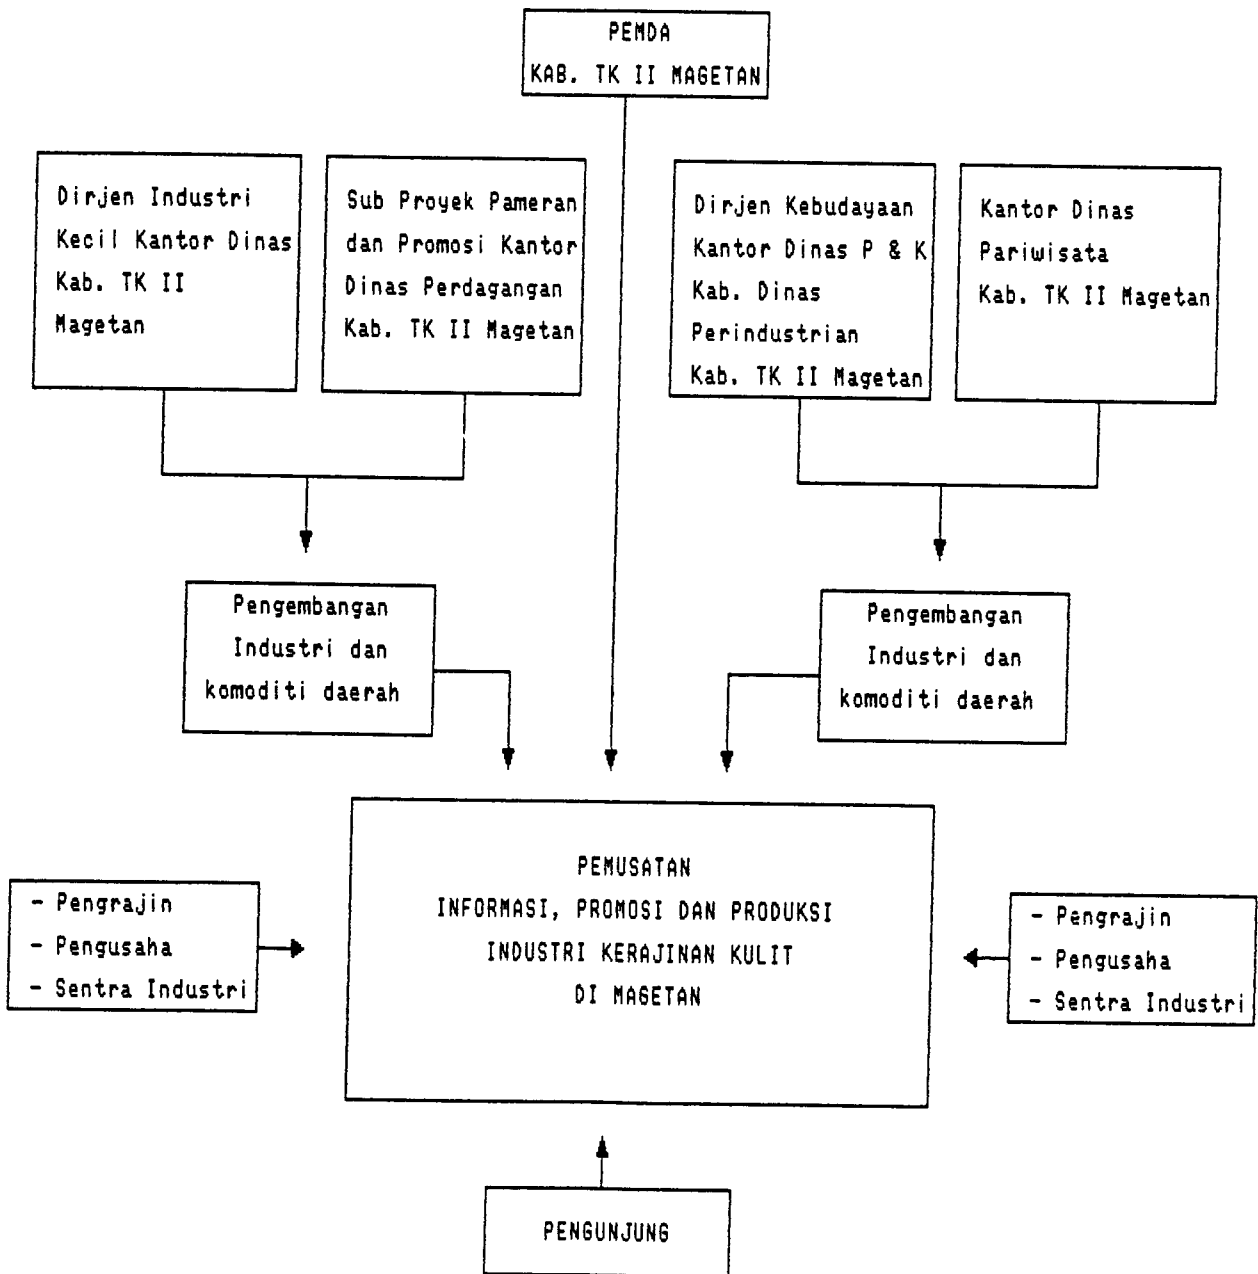 PEMDA
KAB. TK II MAGETAN
Dirjen Industri
Kecil Kantor Dinas
Kab. TK II
Magetan
Sub Proyek Pameran
dan Promosi Kantor
Dinas Perdagangan
Kab. TK II Magetan
Dirjen Kebudayaan
Kantor Dinas P & K
Kab. Dinas
Perindustrian
Kab. TK II Magetan
Kantor Dinas
Pariwisata
Kab. TK II Magetan
Pengembangan
Industri dan
komoditi daerah
Pengembangan
Industri dan
komoditi daerah
PEMUSATAN
INFORMASI, PROMOSI DAN PRODUKSI
INDUSTRI KERAJINAN KULIT
DI MAGETAN
- Pengrajin
- Pengusaha
- Sentra Industri
- Pengrajin
- Pengusaha
- Sentra Industri
PENGUNJUNG